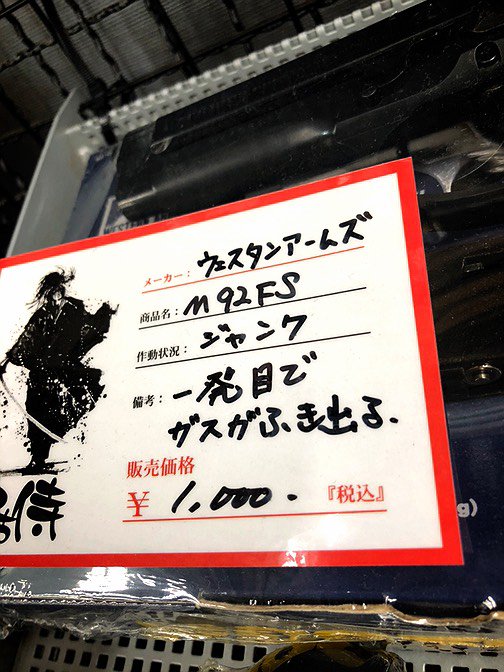 メーカー： ウェスタンアームズ
商品名： M92FS
作動状況： ジャンク
備考： 一発目で
ガスがふき出る.
販売価格
¥ 1,000. 『税込』
侍
g)